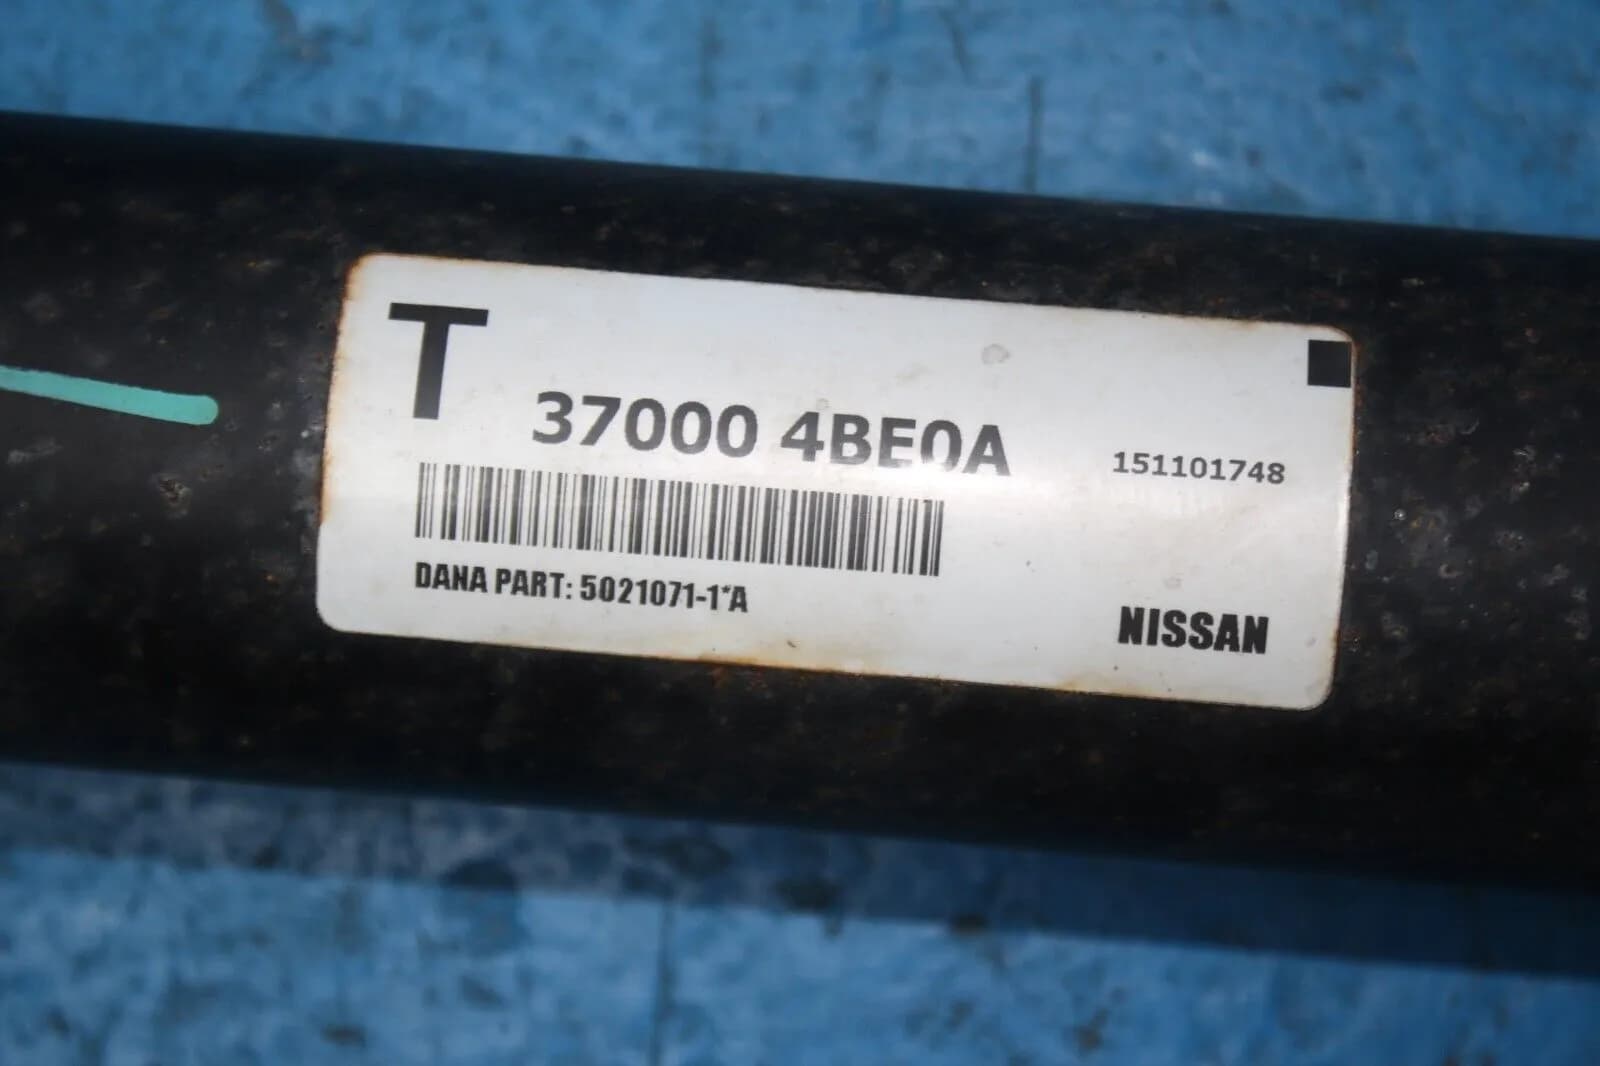 T
37000 4BE0A
151101748
DANA PART: 5021071-1*A
NISSAN